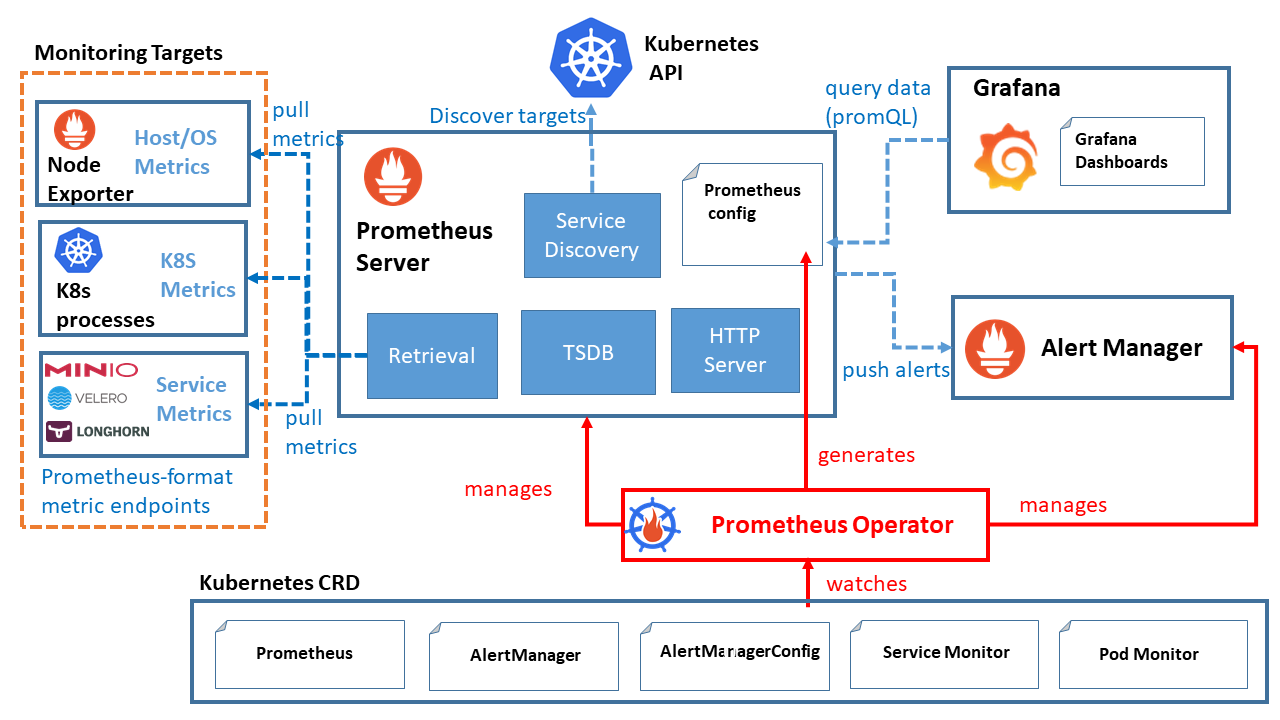 Monitoring Targets
Node
Exporter
Host/OS
Metrics
K8s
processes
K8S
Metrics
MINIO
VELERO
LONGHORN
Service
Metrics
Prometheus-format
metric endpoints
pull
metrics
pull
metrics
Kubernetes
API
Discover targets
Prometheus
Server
Service
Discovery
Prometheus
config
Retrieval
TSDB
HTTP
Server
query data
(promQL)
Grafana
Grafana
Dashboards
push alerts
Alert Manager
manages
generates
manages
Prometheus Operator
watches
Kubernetes CRD
Prometheus
AlertManager
AlertManagerConfig
Service Monitor
Pod Monitor